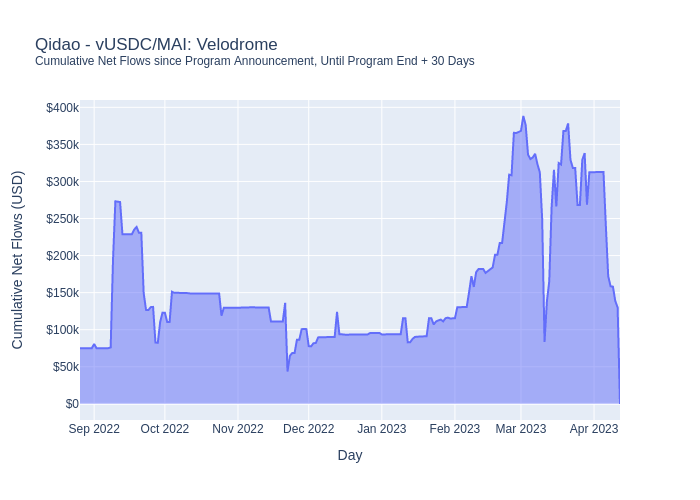 Qidao - vUSDC/MAI: Velodrome
Cumulative Net Flows since Program Announcement, Until Program End + 30 Days
$400k
$350k
$300k
$250k
$200k
$150k
$100k
$50k
$0
Cumulative Net Flows (USD)
Sep 2022 Oct 2022 Nov 2022 Dec 2022 Jan 2023 Feb 2023 Mar 2023 Apr 2023
Day